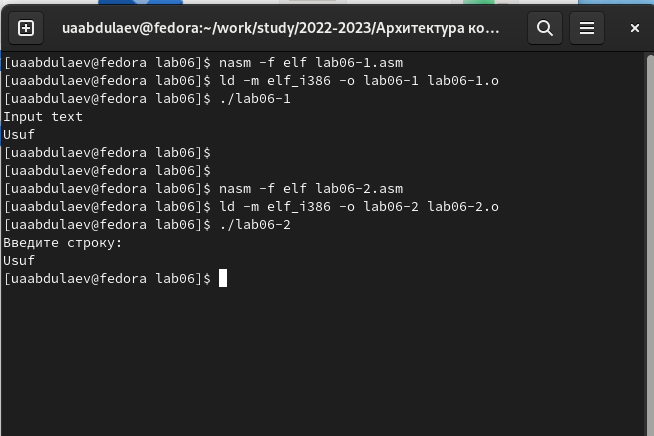 uaabdulaev@fedora:~/work/study/2022-2023/Архитектура ко...
[uaabdulaev@fedora lab06]$ nasm -f elf lab06-1.asm
[uaabdulaev@fedora lab06]$ ld -m elf_i386 -o lab06-1 lab06-1.o
[uaabdulaev@fedora lab06]$ ./lab06-1
Input text
Usuf
[uaabdulaev@fedora lab06]$
[uaabdulaev@fedora lab06]$
[uaabdulaev@fedora lab06]$ nasm -f elf lab06-2.asm
[uaabdulaev@fedora lab06]$ ld -m elf_i386 -o lab06-2 lab06-2.o
[uaabdulaev@fedora lab06]$ ./lab06-2
Введите строку:
Usuf
[uaabdulaev@fedora lab06]$